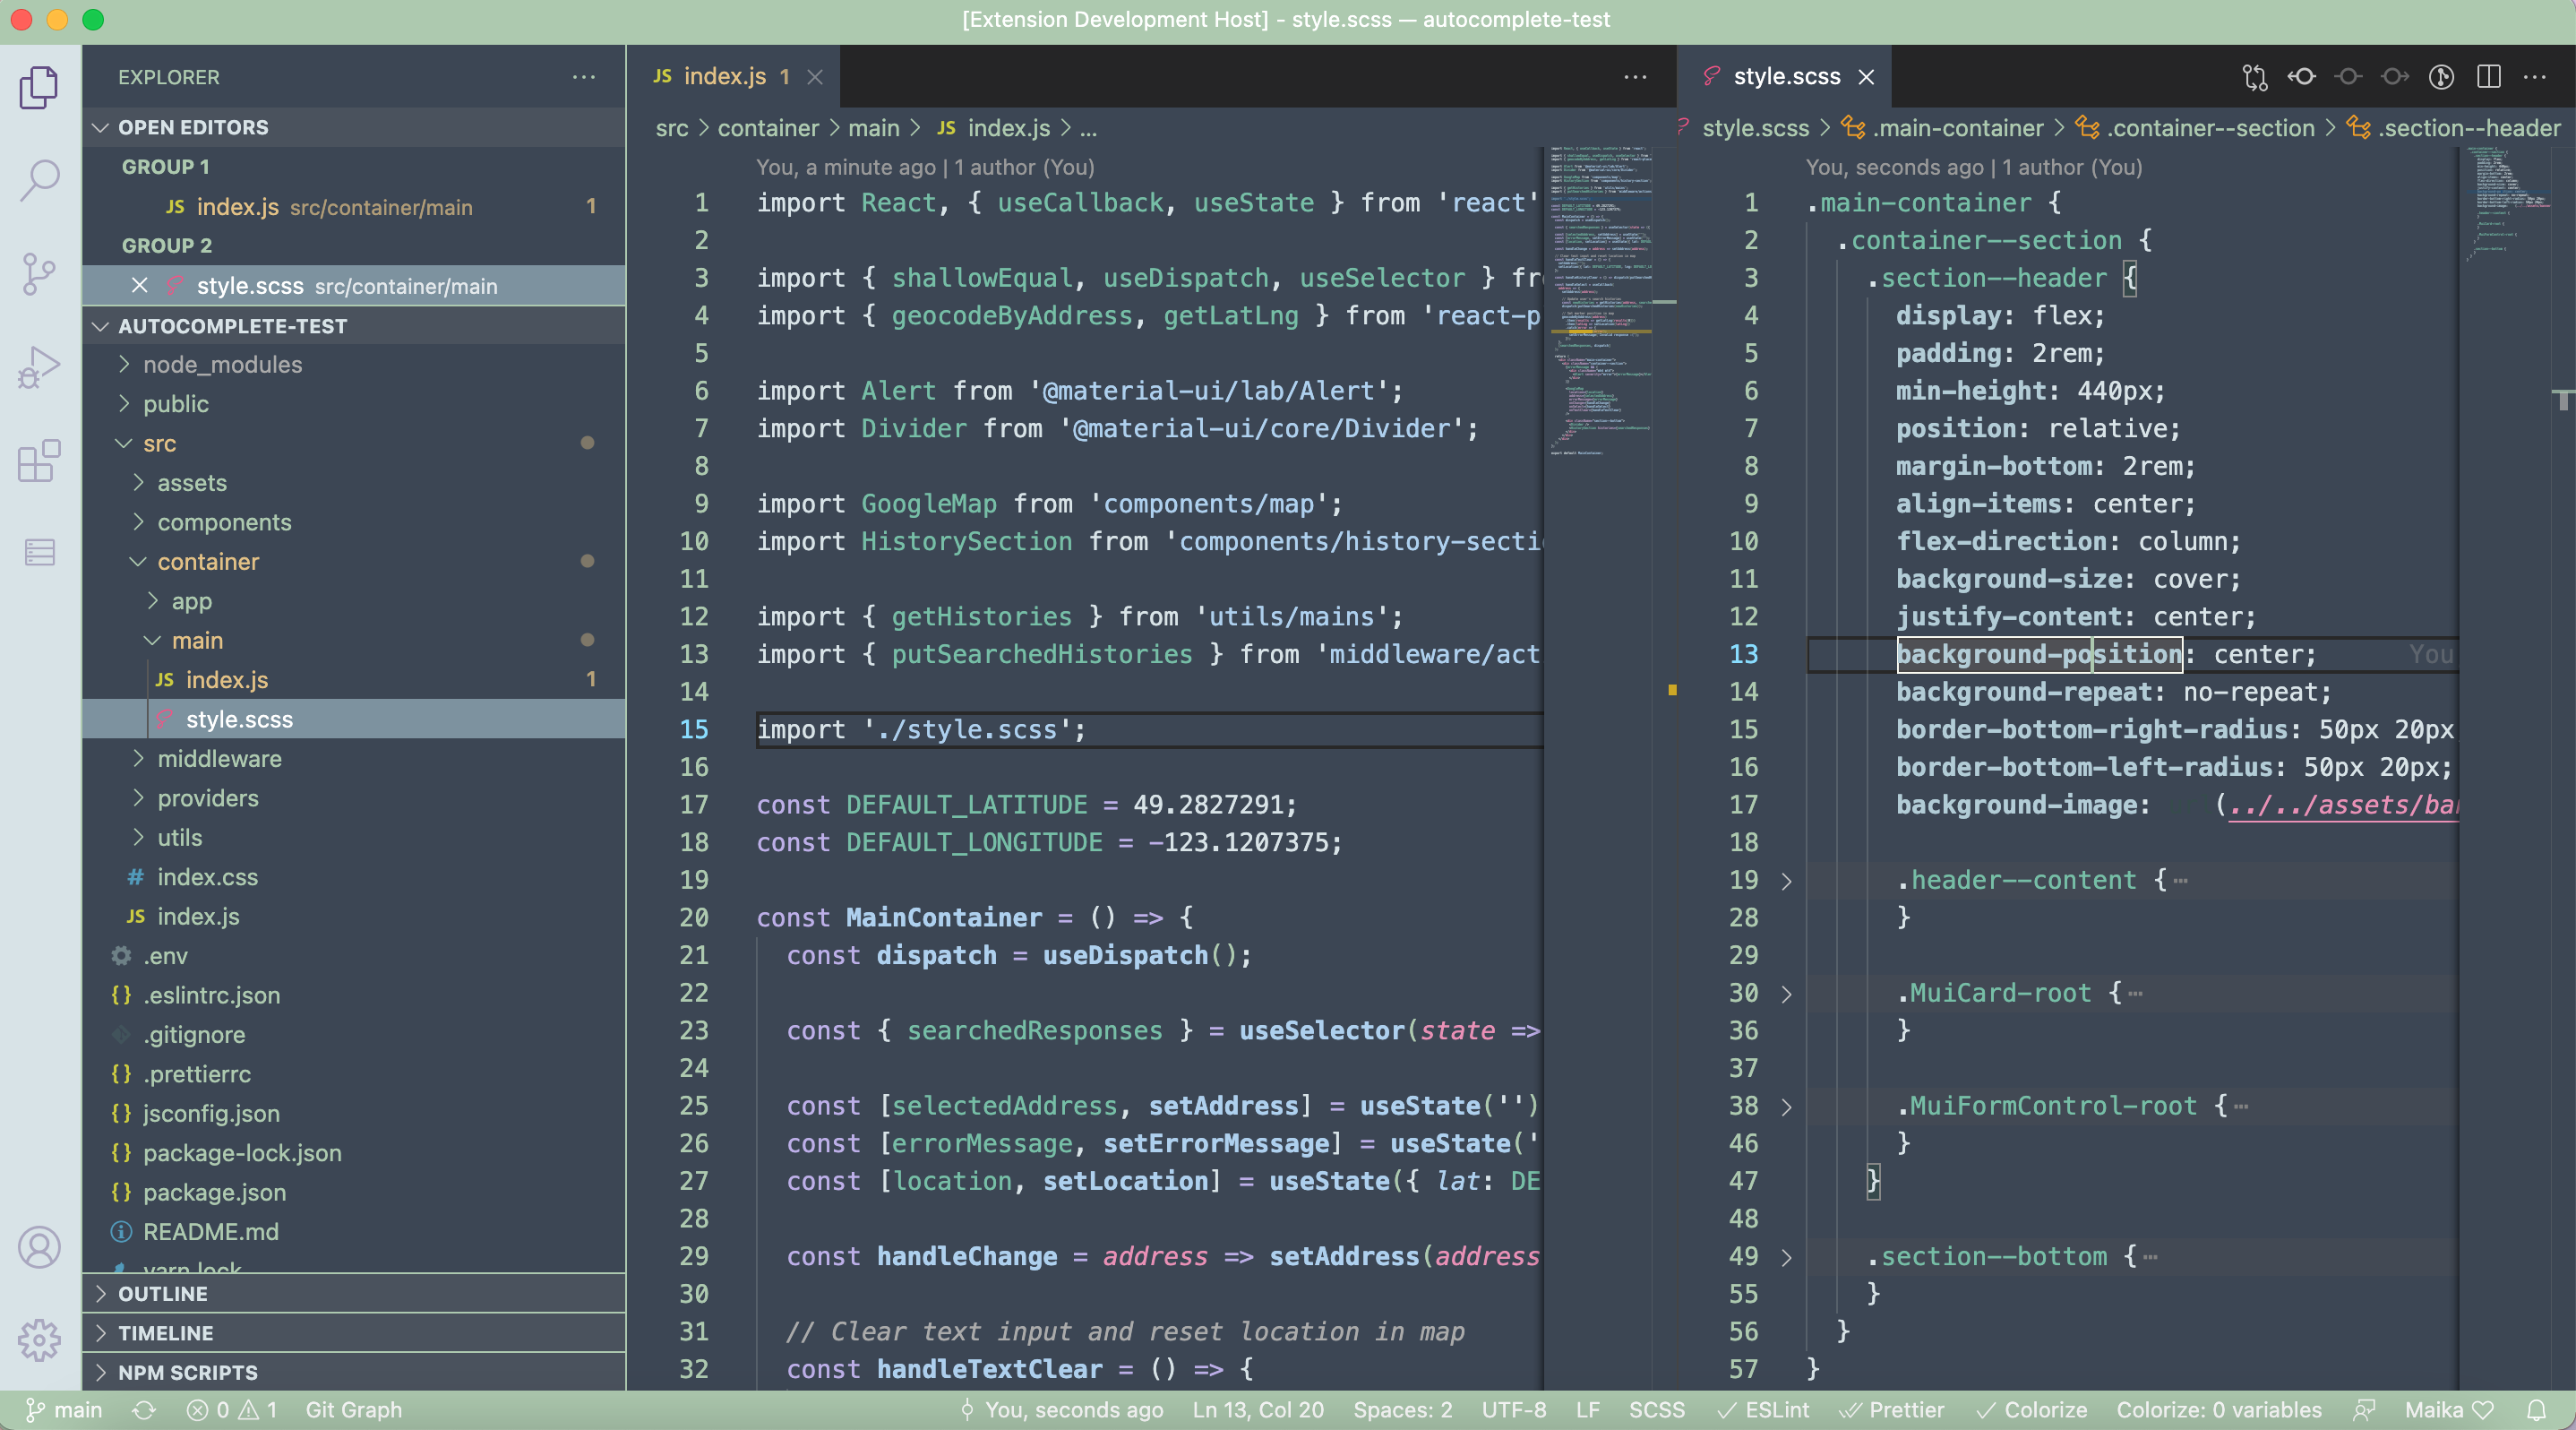 [Extension Development Host] - style.scss — autocomplete-test
EXPLORER
OPEN EDITORS
GROUP 1
JS index.js src/container/main 1
GROUP 2
style.scss src/container/main
AUTOCOMPLETE-TEST
node_modules
public
src
assets
components
container
app
main
JS index.js 1
style.scss
middleware
providers
utils
# index.css
JS index.js
.env
{} .eslintrc.json
.gitignore
{} .prettierrc
{} jsconfig.json
{} package-lock.json
{} package.json
README.md
yarn.lock
OUTLINE
TIMELINE
NPM SCRIPTS
JS index.js 1
src > container > main > JS index.js > ...
You, a minute ago | 1 author (You)
1 import React, { useCallback, useState } from 'react'
2
3 import { shallowEqual, useDispatch, useSelector } fro
4 import { geocodeByAddress, getLatLng } from 'react-p
5
6 import Alert from '@material-ui/lab/Alert';
7 import Divider from '@material-ui/core/Divider';
8
9 import GoogleMap from 'components/map';
10 import HistorySection from 'components/history-secti
11
12 import { getHistories } from 'utils/mains';
13 import { putSearchedHistories } from 'middleware/act
14
15 import './style.scss';
16
17 const DEFAULT_LATITUDE = 49.2827291;
18 const DEFAULT_LONGITUDE = -123.1207375;
19
20 const MainContainer = () => {
21 const dispatch = useDispatch();
22
23 const { searchedResponses } = useSelector(state =>
24
25 const [selectedAddress, setAddress] = useState('')
26 const [errorMessage, setErrorMessage] = useState('
27 const [location, setLocation] = useState({ lat: DE
28
29 const handleChange = address => setAddress(address
30
31 // Clear text input and reset location in map
32 const handleTextClear = () => {
style.scss
style.scss > .main-container > .container--section > .section--header
You, seconds ago | 1 author (You)
1 .main-container {
2 .container--section {
3 .section--header {
4 display: flex;
5 padding: 2rem;
6 min-height: 440px;
7 position: relative;
8 margin-bottom: 2rem;
9 align-items: center;
10 flex-direction: column;
11 background-size: cover;
12 justify-content: center;
13 background-position: center; You
14 background-repeat: no-repeat;
15 border-bottom-right-radius: 50px 20px
16 border-bottom-left-radius: 50px 20px;
17 background-image: (../../assets/ba
18
19 .header--content {⋯
28 }
29
30 .MuiCard-root {⋯
36 }
37
38 .MuiFormControl-root {⋯
46 }
47 }
48
49 .section--bottom {⋯
55 }
56 }
57 }
main 0 1 Git Graph You, seconds ago Ln 13, Col 20 Spaces: 2 UTF-8 LF SCSS ESLint Prettier Colorize Colorize: 0 variables Maika